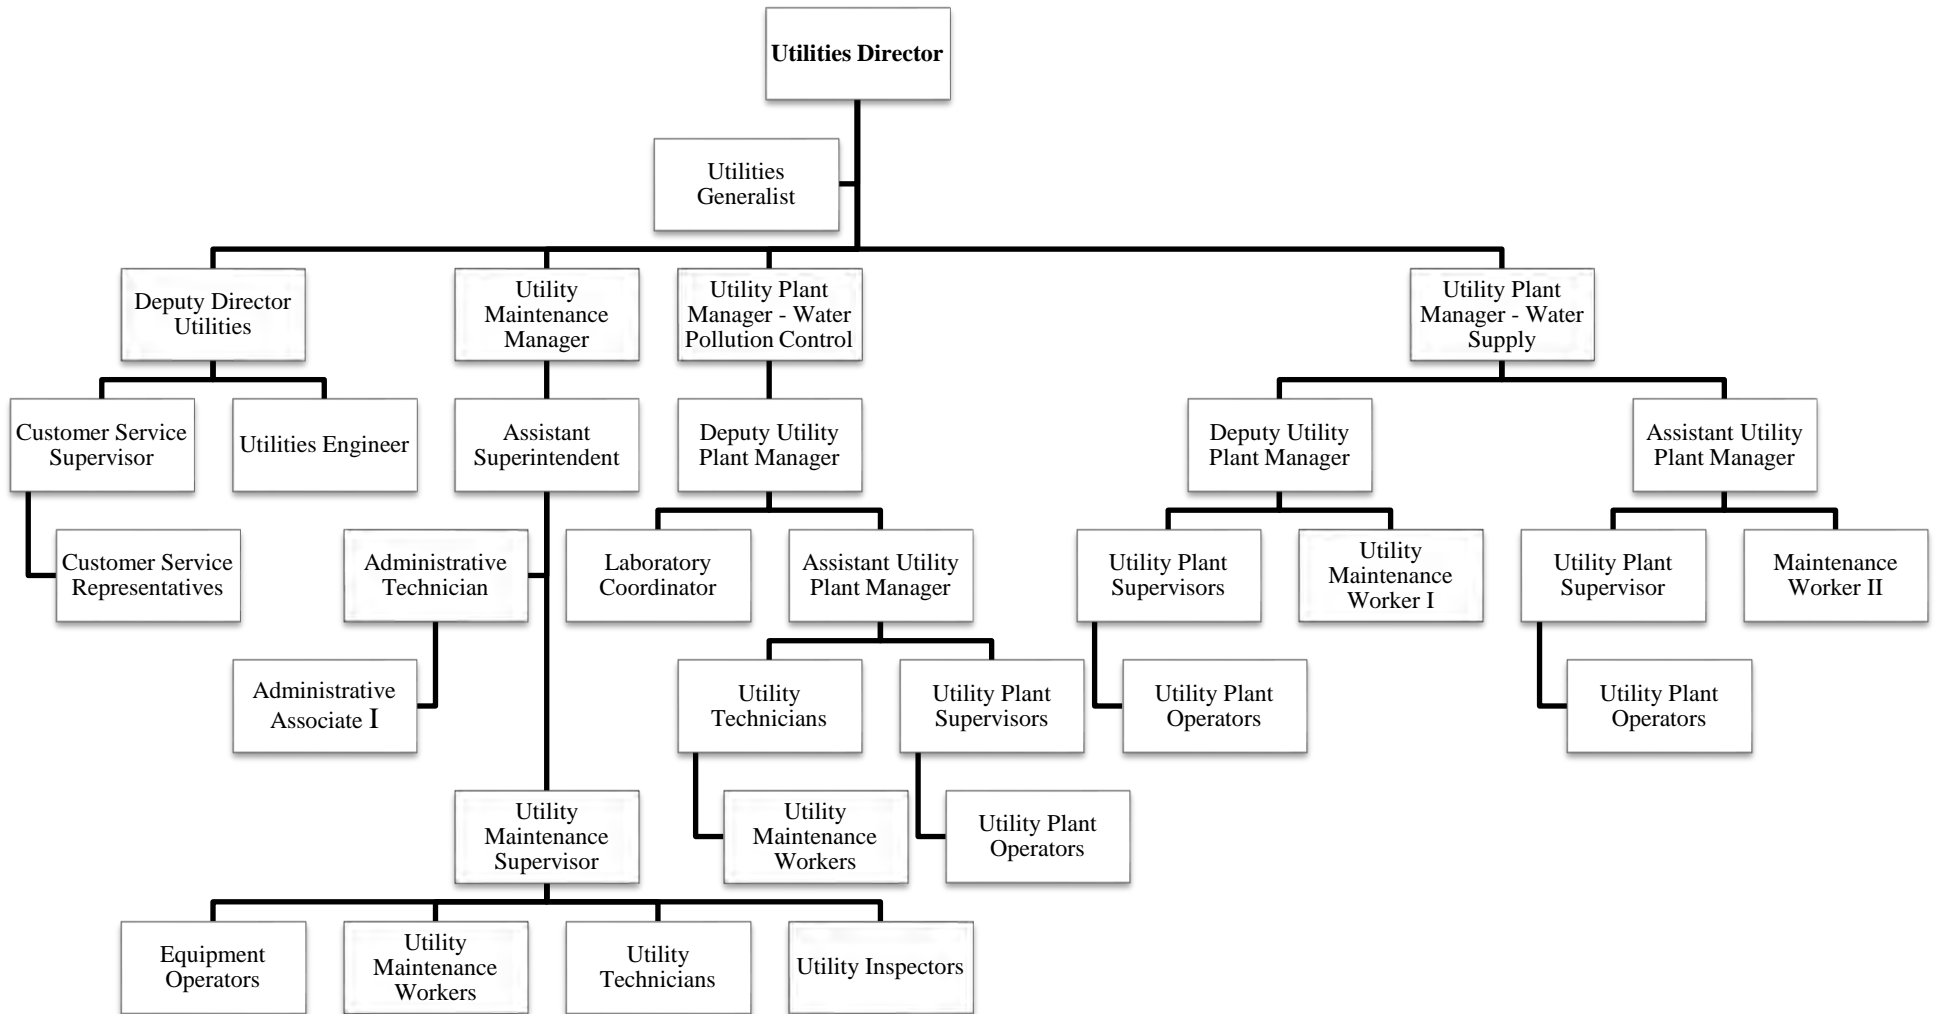 Utilities Director
Utilities
Generalist
Deputy Director
Utilities
Utility
Maintenance
Manager
Utility Plant
Manager - Water
Pollution Control
Utility Plant
Manager - Water
Supply
Customer Service
Supervisor
Utilities Engineer
Assistant
Superintendent
Deputy Utility
Plant Manager
Deputy Utility
Plant Manager
Assistant Utility
Plant Manager
Customer Service
Representatives
Administrative
Technician
Laboratory
Coordinator
Assistant Utility
Plant Manager
Utility Plant
Supervisors
Utility
Maintenance
Worker I
Utility Plant
Supervisor
Maintenance
Worker II
Administrative
Associate I
Utility
Technicians
Utility Plant
Supervisors
Utility Plant
Operators
Utility Plant
Operators
Utility
Maintenance
Supervisor
Utility
Maintenance
Workers
Utility Plant
Operators
Equipment
Operators
Utility
Maintenance
Workers
Utility
Technicians
Utility Inspectors